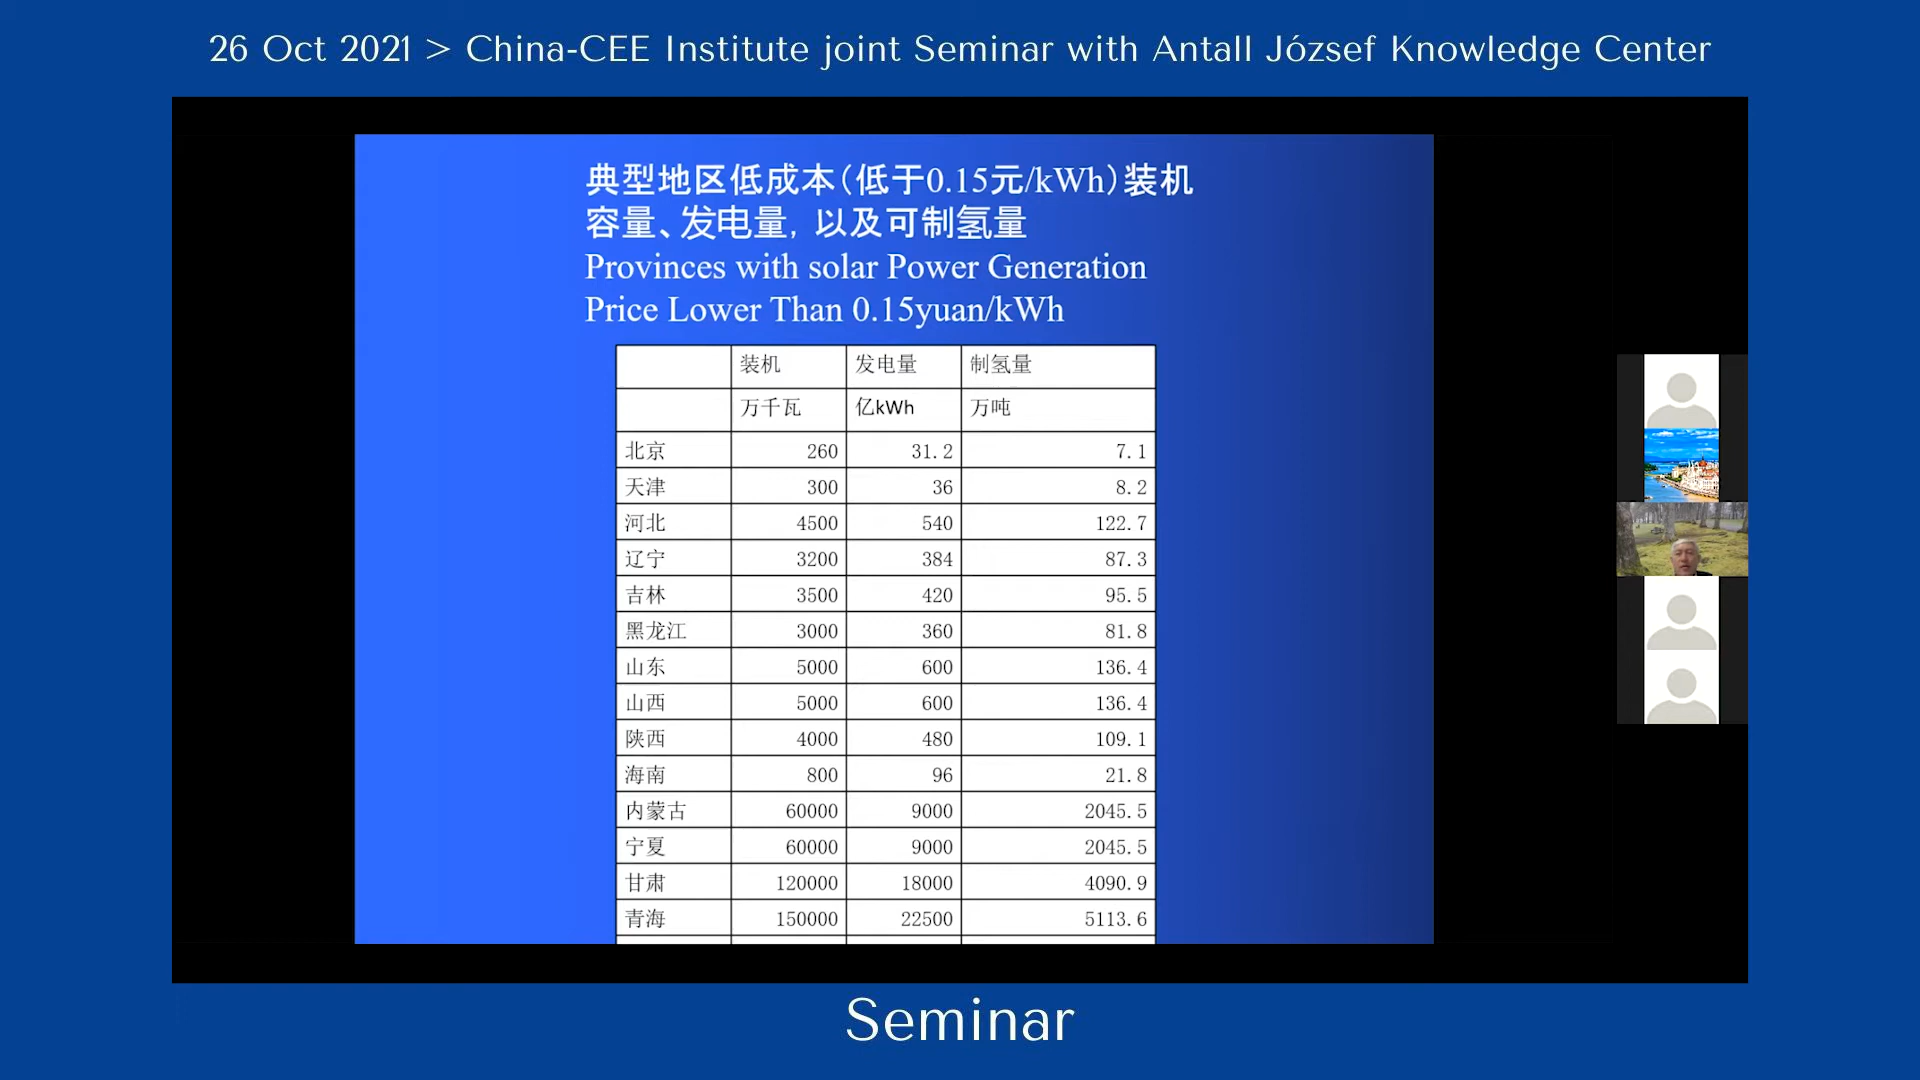 26 Oct 2021 > China-CEE Institute joint Seminar with Antall József Knowledge Center
典型地区低成本（低于0.15元/kWh）装机
容量、发电量，以及可制氢量
Provinces with solar Power Generation
Price Lower Than 0.15yuan/kWh
装机 发电量 制氢量
万千瓦 亿kWh 万吨
北京 260 31.2 7.1
天津 300 36 8.2
河北 4500 540 122.7
辽宁 3200 384 87.3
吉林 3500 420 95.5
黑龙江 3000 360 81.8
山东 5000 600 136.4
山西 5000 600 136.4
陕西 4000 480 109.1
海南 800 96 21.8
内蒙古 60000 9000 2045.5
宁夏 60000 9000 2045.5
甘肃 120000 18000 4090.9
青海 150000 22500 5113.6
Seminar